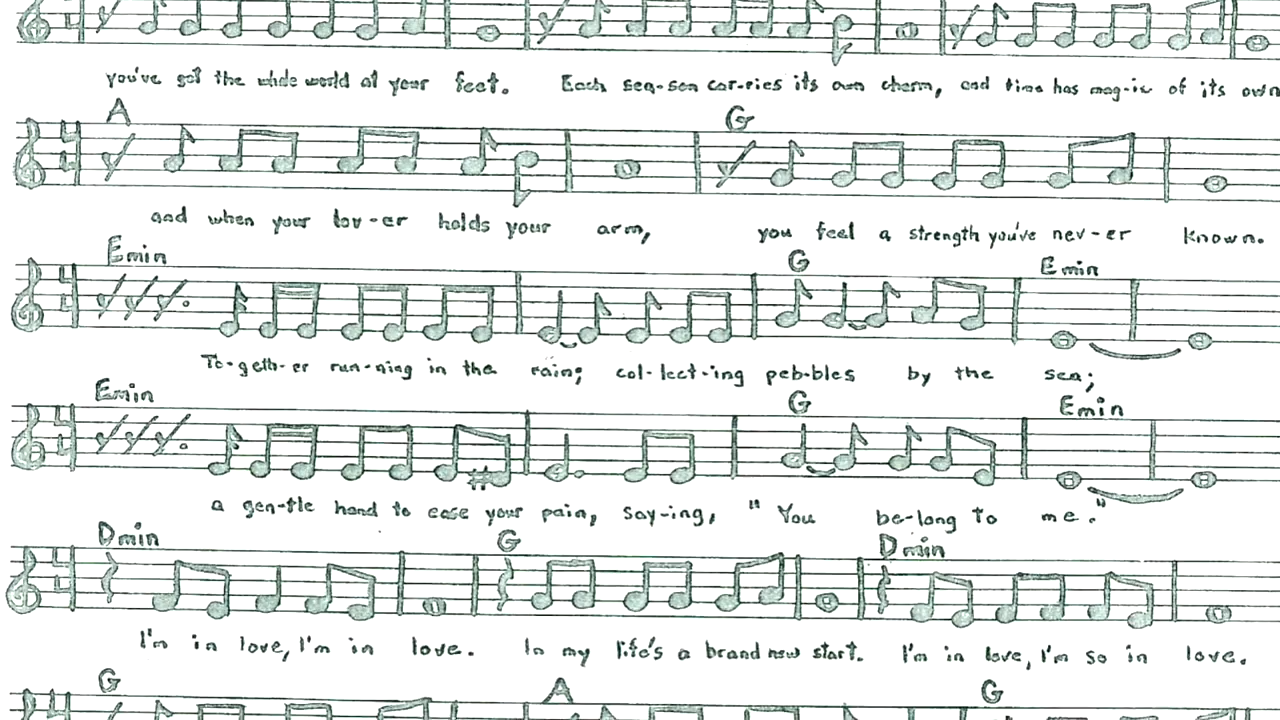 you've got the whole world at your feet. Each sea-son car-ries its own charm, and time has mag-ic of its own
A G
and when your lov-er holds your arm, you feel a strength you've nev-er known.
Emin G Emin
To-geth-er run-ning in the rain; col-lect-ing peb-bles by the sea;
Emin G Emin
a gen-tle hand to ease your pain, say-ing, "You be-long to me."
Dmin G Dmin
I'm in love, I'm in love. In my life's a brand new start. I'm in love, I'm so in love.
G A G